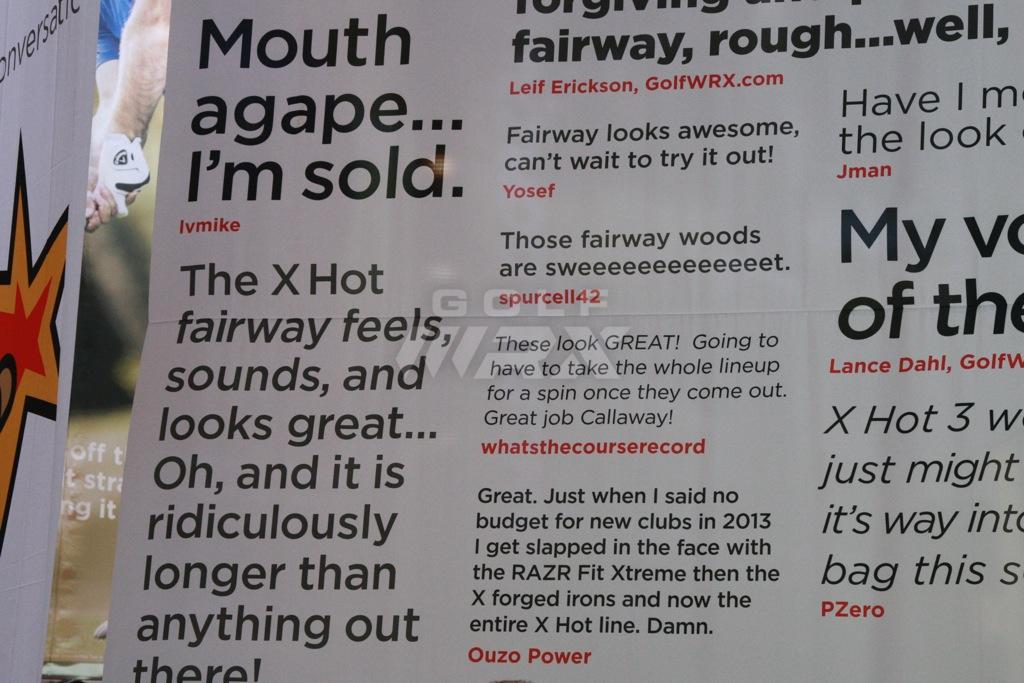 onversatic
off t
t stra
ng it
Mouth
agape...
I'm sold.
lvmike
The X Hot
fairway feels,
sounds, and
looks great...
Oh, and it is
ridiculously
longer than
anything out
there!
fairway, rough...well,
Leif Erickson, GolfWRX.com
Fairway looks awesome,
can't wait to try it out!
Yosef
Those fairway woods
are sweeeeeeeeeeeeet.
spurcell42
GOLF
WRX
These look GREAT! Going to
have to take the whole lineup
for a spin once they come out.
Great job Callaway!
whatsthecourserecord
Great. Just when I said no
budget for new clubs in 2013
I get slapped in the face with
the RAZR Fit Xtreme then the
X forged irons and now the
entire X Hot line. Damn.
Ouzo Power
Have I m
the look
Jman
My vo
of the
Lance Dahl, GolfW
X Hot 3 w
just might
it's way into
bag this s
PZero